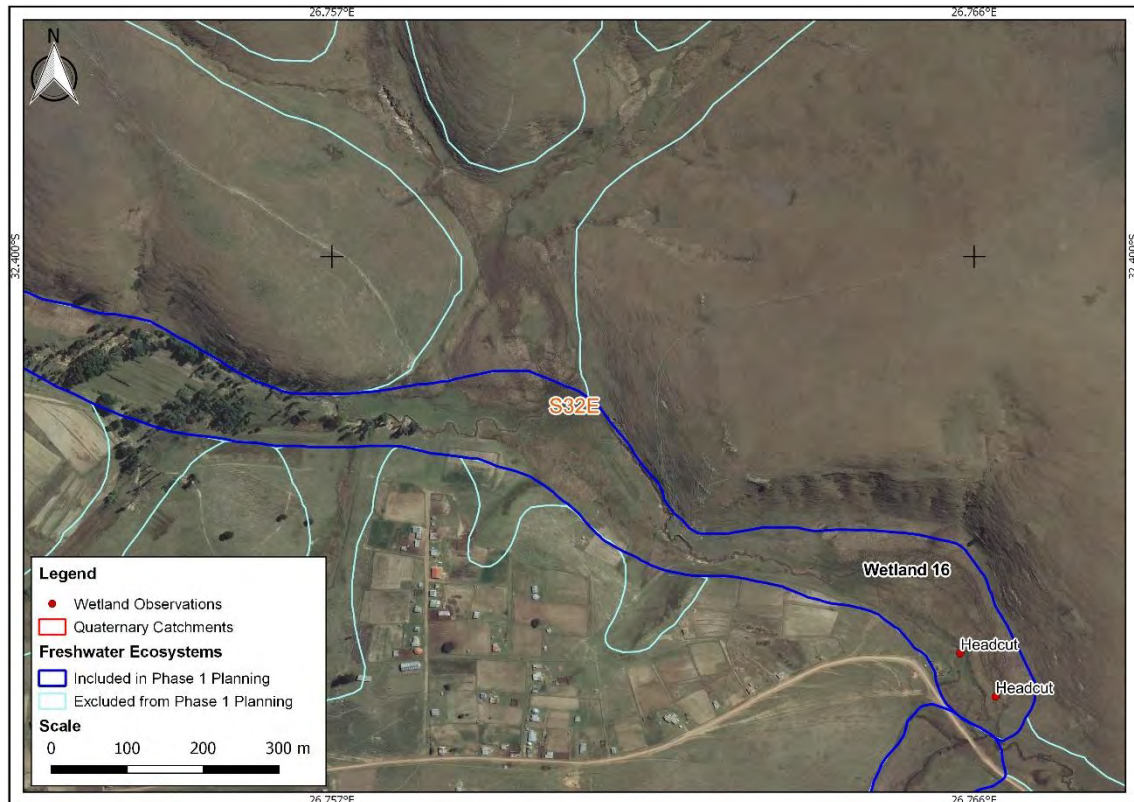 26.757°E
26.766°E
N
32.400°S
32.400°S
S32E
Wetland 16
Headcut
Headcut
Legend
Wetland Observations
Quaternary Catchments
Freshwater Ecosystems
Included in Phase 1 Planning
Excluded from Phase 1 Planning
Scale
0 100 200 300 m
26.757°E
26.766°E